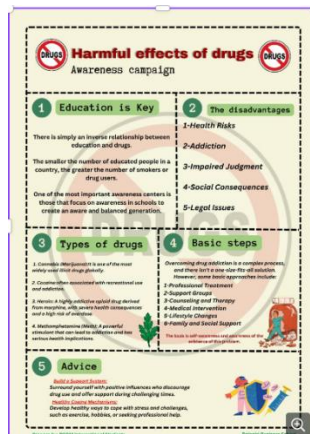 DRUGS
Harmful effects of drugs
DRUGS
Awareness campaign
1 Education is Key
There is simply an inverse relationship between
education and drugs.
The smaller the number of educated people in a
country, the greater the number of smokers or
drug users.
One of the most important awareness centers is
those that focus on awareness in schools to
create an aware and balanced generation.
2 The disadvantages
1-Health Risks
2-Addiction
3-Impaired Judgment
4-Social Consequences
5-Legal Issues
3 Types of drugs
1. Cannabis (Marijuana): is one of the most
widely used illicit drugs globally.
2. Cocaine often associated with recreational use
and addiction.
3. Heroin: A highly addictive opioid drug derived
from morphine, with severe health consequences and
a high risk of overdose.
4. Methamphetamine (Meth): A powerful
stimulant that can lead to addiction and has
serious health implications.
4 Basic steps
Overcoming drug addiction is a complex process,
and there isn't a one-size-fits-all solution.
However, some basic approaches include:
1-Professional Treatment
2-Support Groups
3-Counseling and Therapy
4-Medical Intervention
5-Lifestyle Changes
6-Family and Social Support
5 Advice
Build a Support System:
Surround yourself with positive influences who discourage
drug use and offer support during challenging times.
Healthy Coping Mechanisms:
Develop healthy ways to cope with stress and challenges,
such as exercise, hobbies, or seeking professional help.